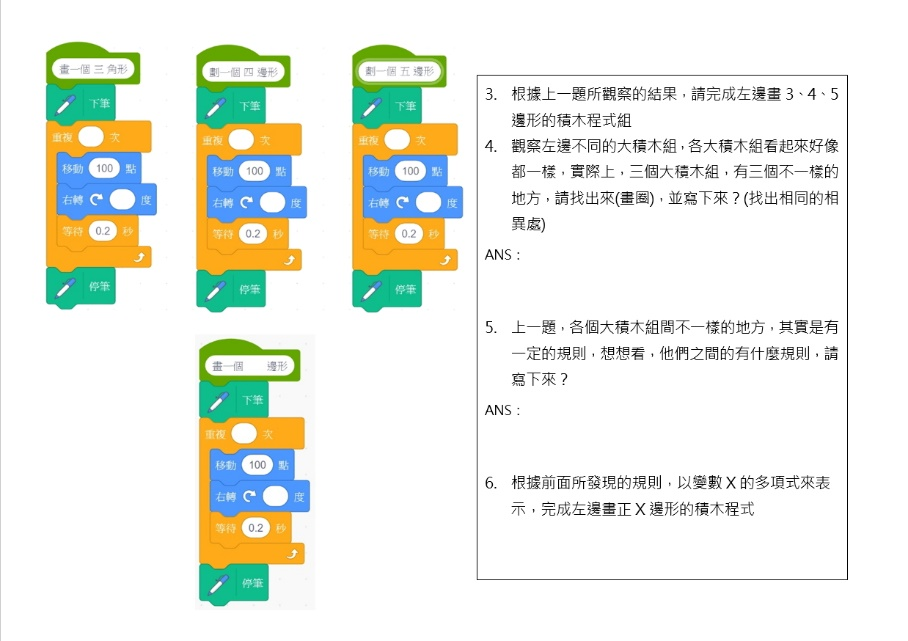 畫一個 三 角形
下筆
重複 次
移動 100 點
右轉 度
等待 0.2 秒
停筆
劃一個 四 邊形
下筆
重複 次
移動 100 點
右轉 度
等待 0.2 秒
停筆
劃一個 五 邊形
下筆
重複 次
移動 100 點
右轉 度
等待 0.2 秒
停筆
畫一個 邊形
下筆
重複 次
移動 100 點
右轉 度
等待 0.2 秒
停筆
3. 根據上一題所觀察的結果，請完成左邊畫 3、4、5
邊形的積木程式組
4. 觀察左邊不同的大積木組，各大積木組看起來好像
都一樣，實際上，三個大積木組，有三個不一樣的
地方，請找出來(畫圈)，並寫下來？(找出相同的相
異處)
ANS：
5. 上一題，各個大積木組間不一樣的地方，其實是有
一定的規則，想想看，他們之間的有什麼規則，請
寫下來？
ANS：
6. 根據前面所發現的規則，以變數 X 的多項式來表
示，完成左邊畫正 X 邊形的積木程式